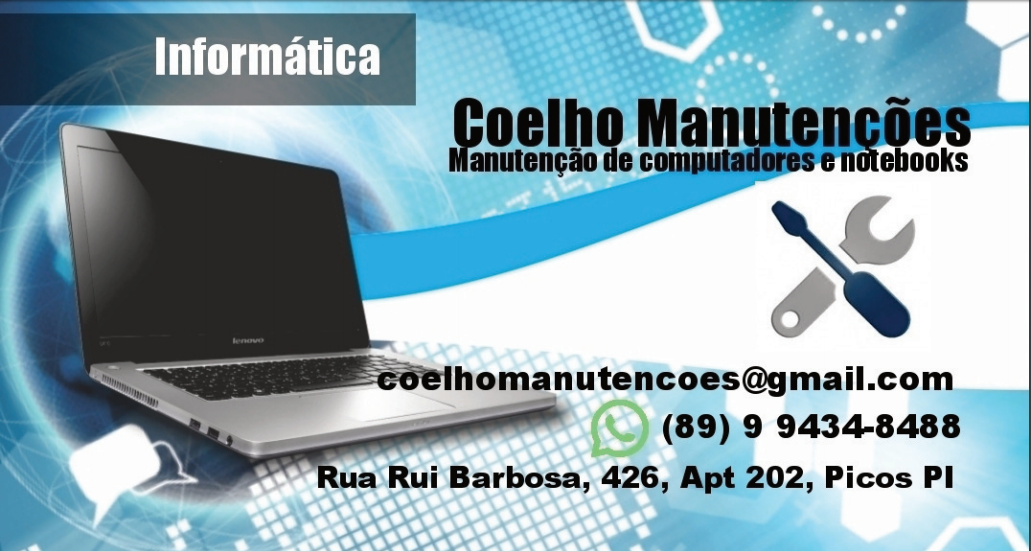 Informática
Coelho Manutenções
Manutenção de computadores e notebooks
lenovo
coelhomanutencoes@gmail.com
(89) 9 9434-8488
Rua Rui Barbosa, 426, Apt 202, Picos PI